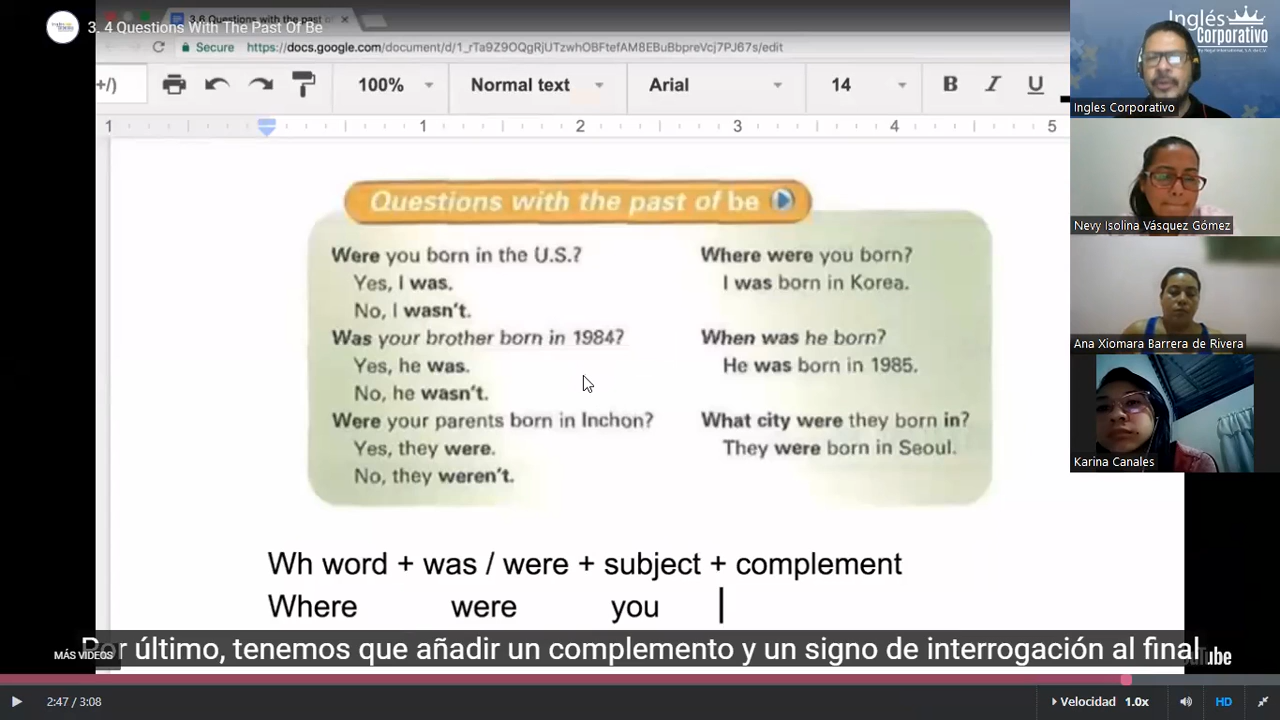 3. 4 Questions With The Past Of Be
3.6 Questions with the past of
Secure https://docs.google.com/document/d/1_rTa9Z9OQgRjUTzwhOBFtefAM8EBuBbpreVcj7PJ67s/edit
+/) 100% Normal text Arial 14 B I U
1 1 2 3 4 5
Questions with the past of be
Were you born in the U.S.?
Yes, I was.
No, I wasn't.
Was your brother born in 1984?
Yes, he was.
No, he wasn't.
Were your parents born in Inchon?
Yes, they were.
No, they weren't.
Where were you born?
I was born in Korea.
When was he born?
He was born in 1985.
What city were they born in?
They were born in Seoul.
Wh word + was / were + subject + complement
Where were you
Por último, tenemos que añadir un complemento y un signo de interrogación al final
MÁS VIDEOS
2:47 / 3:08
Velocidad 1.0x HD
Inglés
Corporativo
Ingles Corporativo
Nevy Isolina Vásquez Gómez
Ana Xiomara Barrera de Rivera
Karina Canales